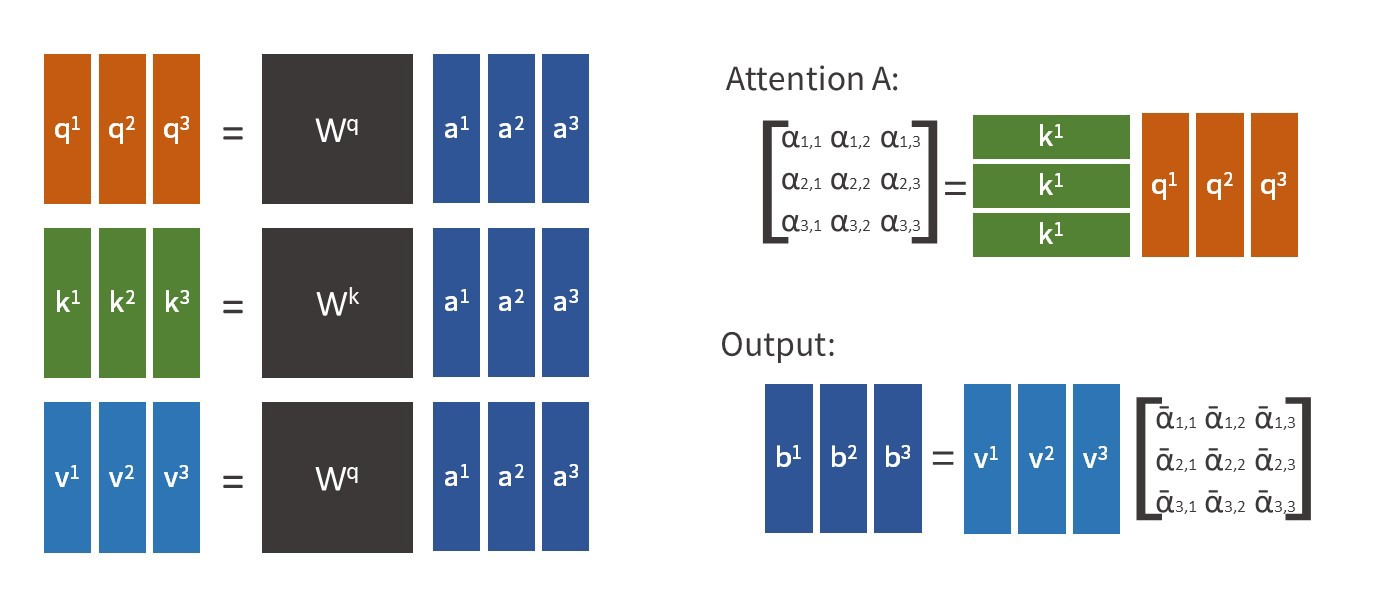 q¹ q² q³ = Wq a¹ a² a³
k¹ k² k³ = Wk a¹ a² a³
v¹ v² v³ = Wq a¹ a² a³
Attention A:
α1,1 α1,2 α1,3
α2,1 α2,2 α2,3
α3,1 α3,2 α3,3
=
k¹
k¹
k¹
q¹ q² q³
Output:
b¹ b² b³ = v¹ v² v³
ᾱ1,1 ᾱ1,2 ᾱ1,3
ᾱ2,1 ᾱ2,2 ᾱ2,3
ᾱ3,1 ᾱ3,2 ᾱ3,3